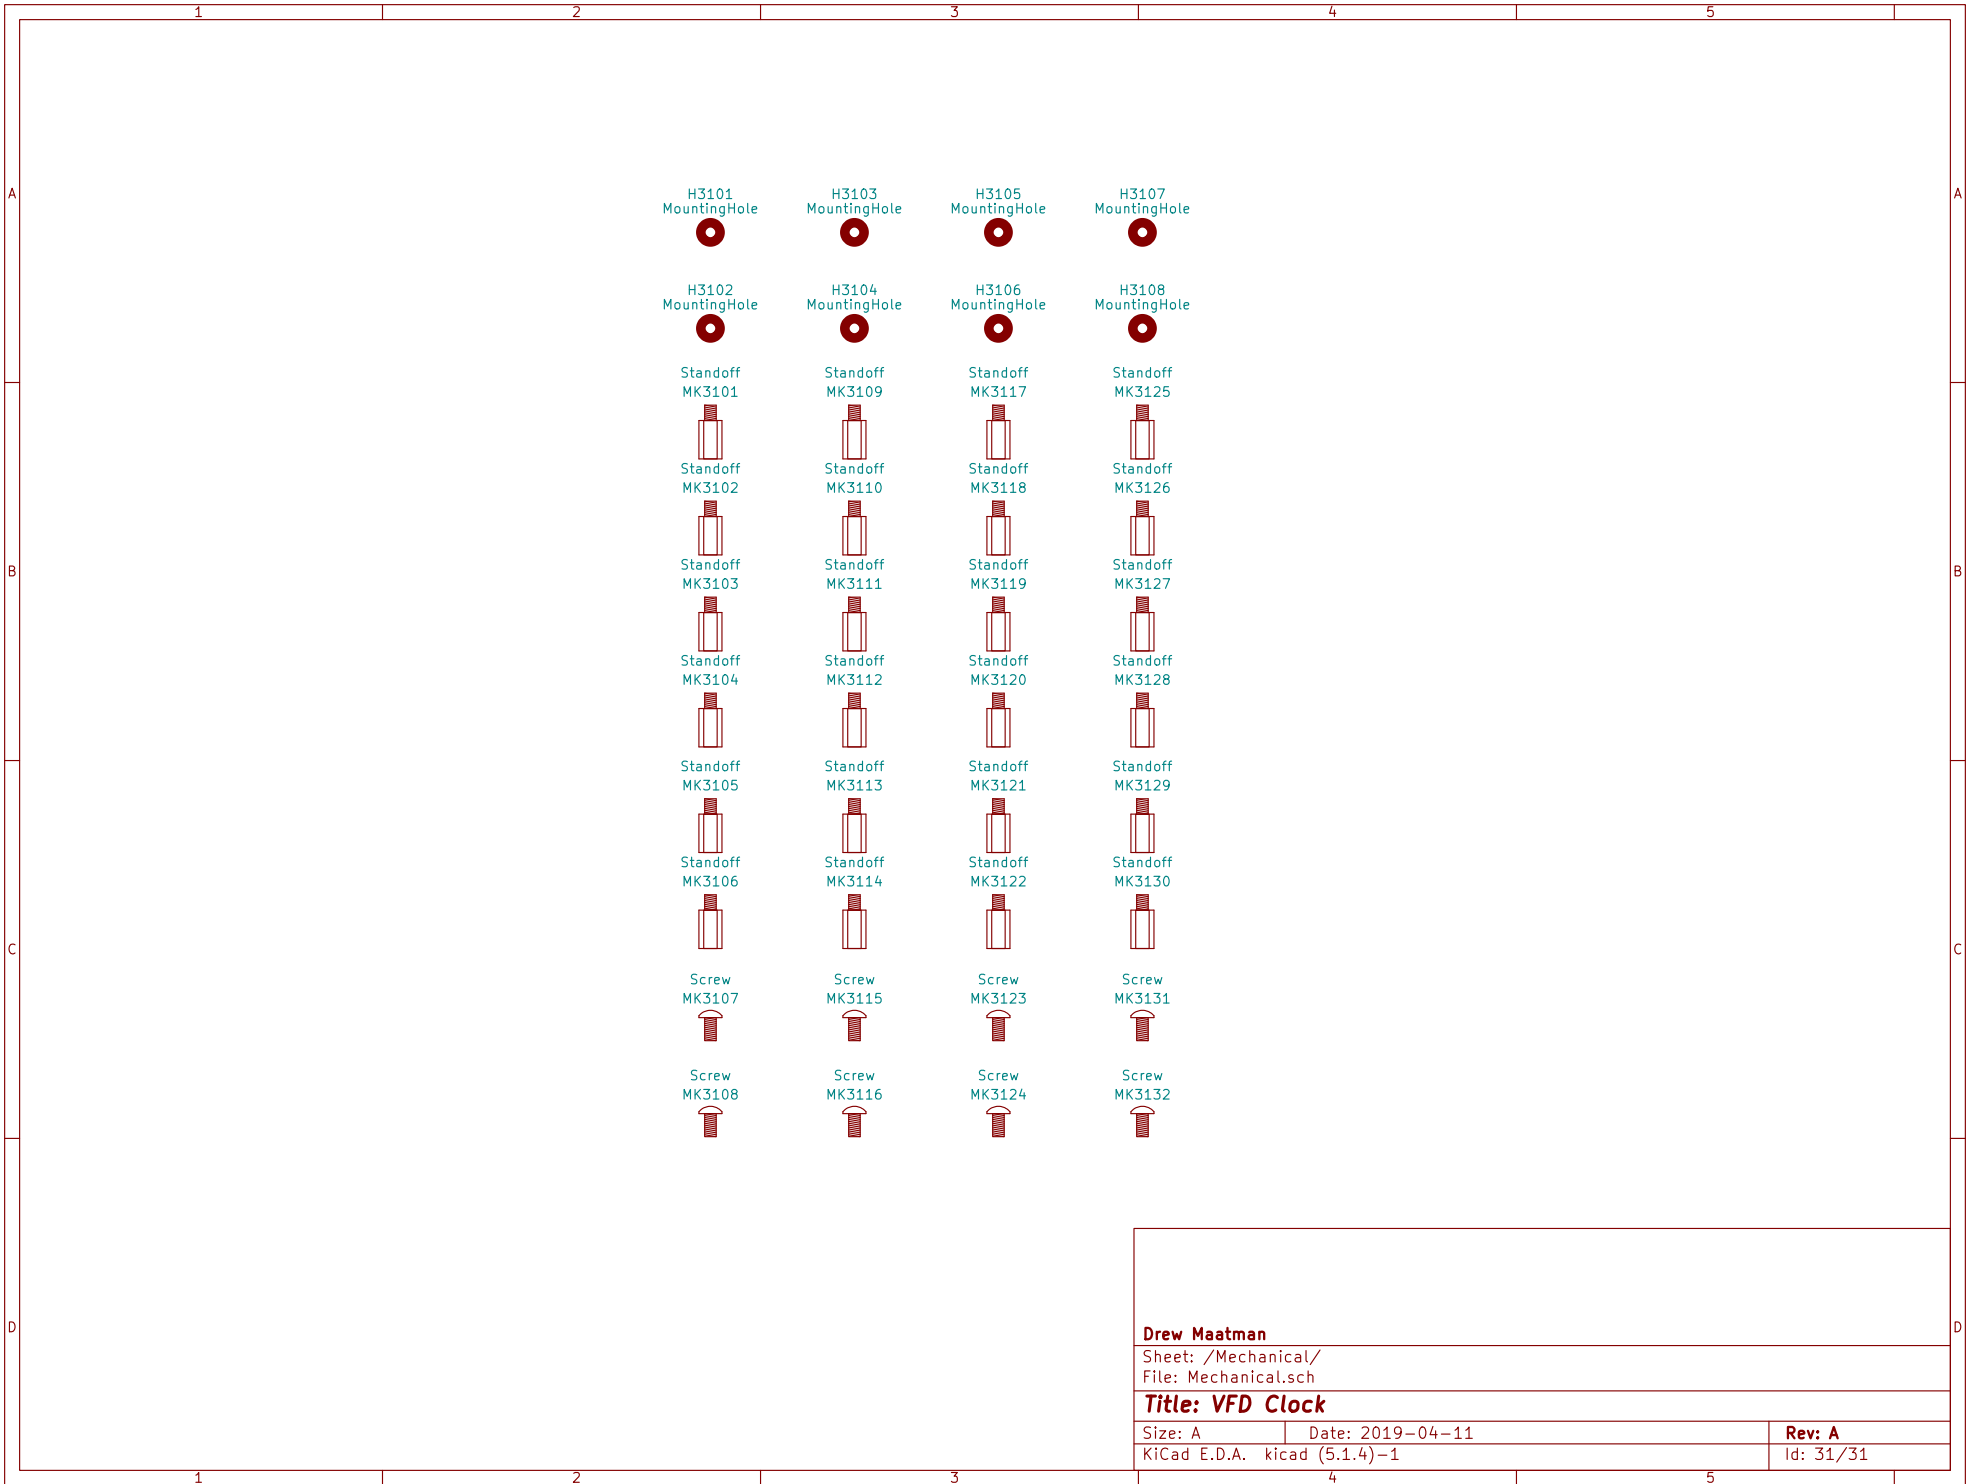 1 2 3 4 5
A A
H3101 H3103 H3105 H3107
MountingHole MountingHole MountingHole MountingHole
H3102 H3104 H3106 H3108
MountingHole MountingHole MountingHole MountingHole
Standoff Standoff Standoff Standoff
MK3101 MK3109 MK3117 MK3125
Standoff Standoff Standoff Standoff
MK3102 MK3110 MK3118 MK3126
Standoff Standoff Standoff Standoff
B B
MK3103 MK3111 MK3119 MK3127
Standoff Standoff Standoff Standoff
MK3104 MK3112 MK3120 MK3128
Standoff Standoff Standoff Standoff
MK3105 MK3113 MK3121 MK3129
Standoff Standoff Standoff Standoff
MK3106 MK3114 MK3122 MK3130
C C
Screw Screw Screw Screw
MK3107 MK3115 MK3123 MK3131
Screw Screw Screw Screw
MK3108 MK3116 MK3124 MK3132
D D
Drew Maatman
Sheet: /Mechanical/
File: Mechanical.sch
Title: VFD Clock
Size: A Date: 2019-04-11 Rev: A
KiCad E.D.A. kicad (5.1.4)-1 Id: 31/31
1 2 3 4 5